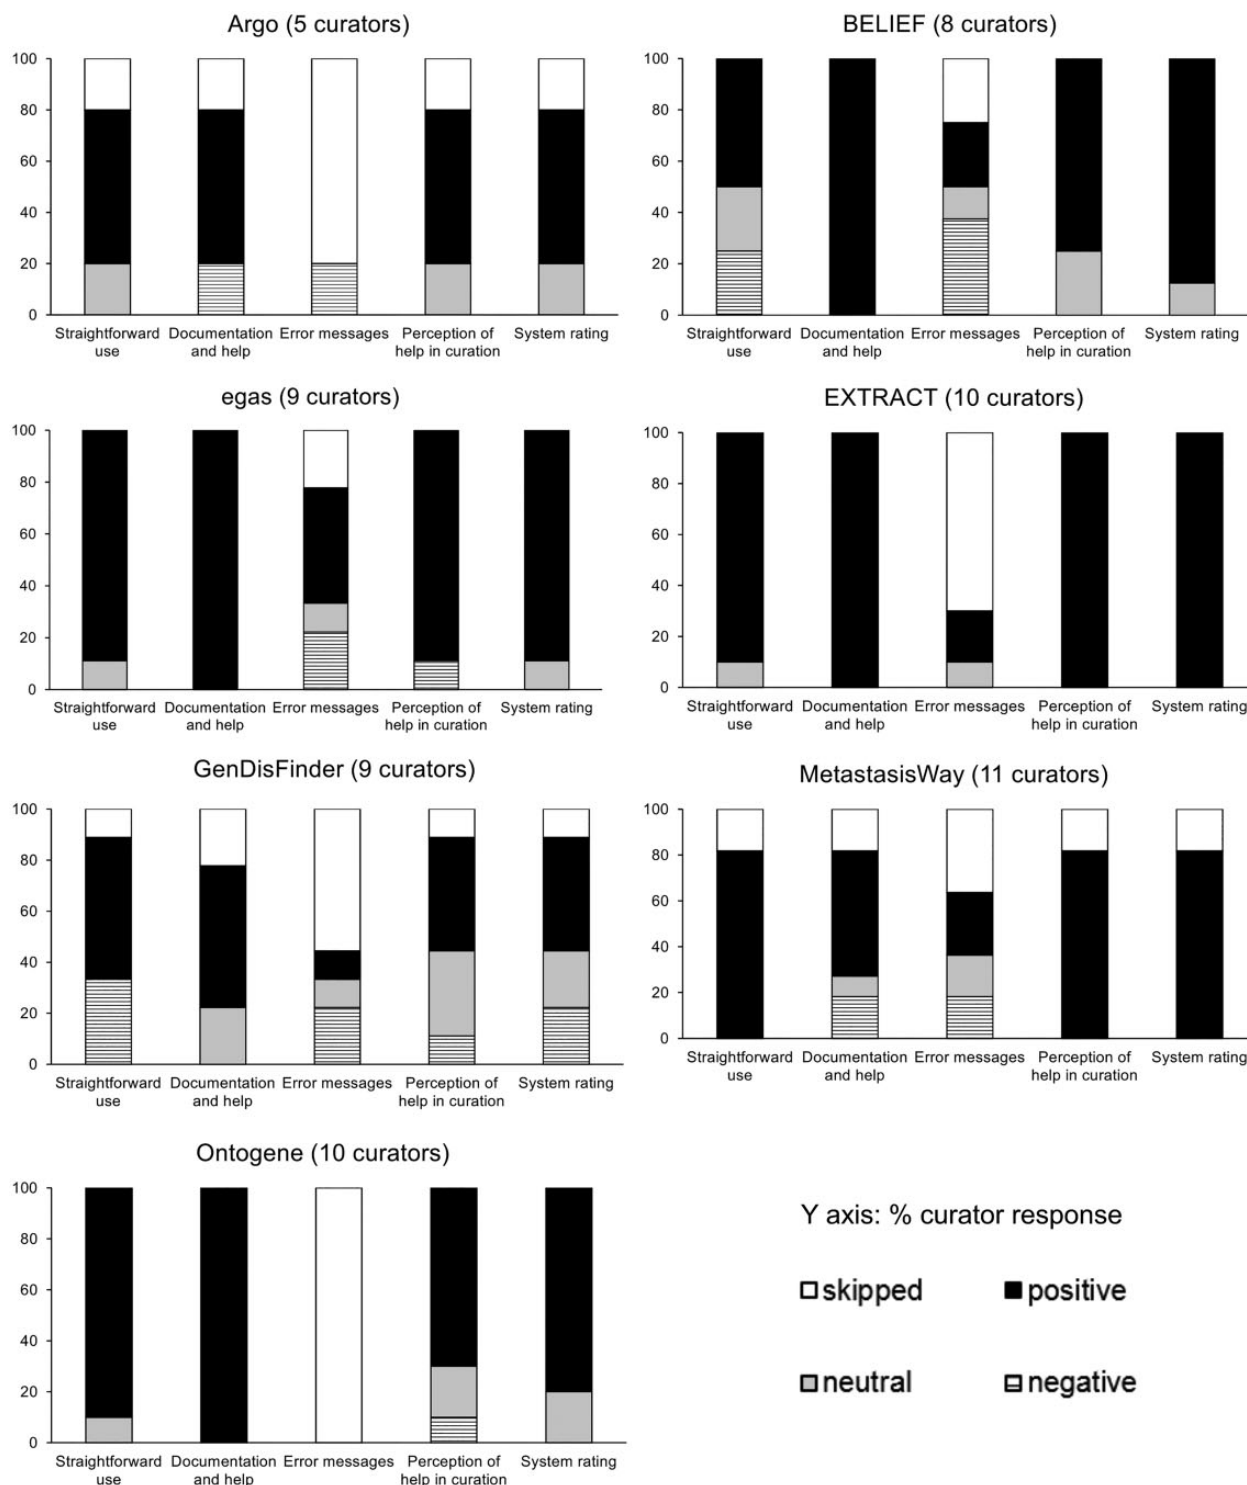 Argo (5 curators)
100
80
60
40
20
0
Straightforward use
Documentation and help
Error messages
Perception of help in curation
System rating
BELIEF (8 curators)
100
80
60
40
20
0
Straightforward use
Documentation and help
Error messages
Perception of help in curation
System rating
egas (9 curators)
100
80
60
40
20
0
Straightforward use
Documentation and help
Error messages
Perception of help in curation
System rating
EXTRACT (10 curators)
100
80
60
40
20
0
Straightforward use
Documentation and help
Error messages
Perception of help in curation
System rating
GenDisFinder (9 curators)
100
80
60
40
20
0
Straightforward use
Documentation and help
Error messages
Perception of help in curation
System rating
MetastasisWay (11 curators)
100
80
60
40
20
0
Straightforward use
Documentation and help
Error messages
Perception of help in curation
System rating
Ontogene (10 curators)
100
80
60
40
20
0
Straightforward use
Documentation and help
Error messages
Perception of help in curation
System rating
Y axis: % curator response
skipped
positive
neutral
negative